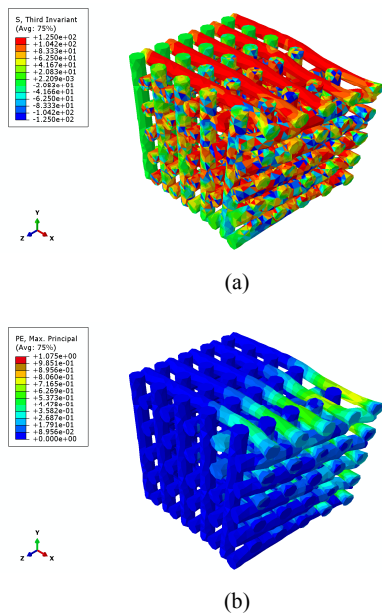 S, Third Invariant
(Avg: 75%)
+1.250e+02
+1.042e+02
+8.333e+01
+6.250e+01
+4.167e+01
+2.083e+01
+2.209e-03
-2.083e+01
-4.166e+01
-6.250e+01
-8.333e+01
-1.042e+02
-1.250e+02
Y
Z X
(a)
PE, Max. Principal
(Avg: 75%)
+1.075e+00
+9.851e-01
+8.956e-01
+8.060e-01
+7.165e-01
+6.269e-01
+5.373e-01
+4.478e-01
+3.582e-01
+2.687e-01
+1.791e-01
+8.956e-02
+0.000e+00
Y
Z X
(b)